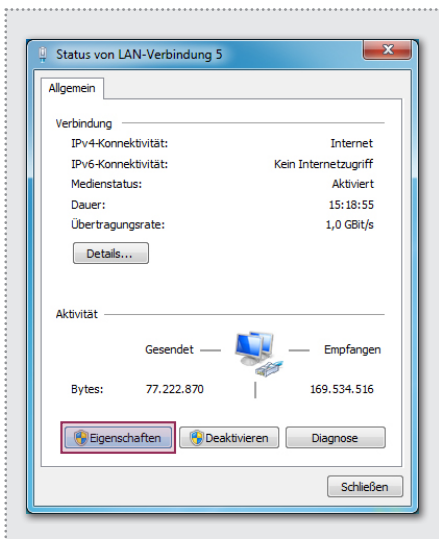 Status von LAN-Verbindung 5
Allgemein
Verbindung
IPv4-Konnektivität: Internet
IPv6-Konnektivität: Kein Internetzugriff
Medienstatus: Aktiviert
Dauer: 15:18:55
Übertragungsrate: 1,0 GBit/s
Details...
Aktivität
Gesendet Empfangen
Bytes: 77.222.870 169.534.516
Eigenschaften Deaktivieren Diagnose
Schließen